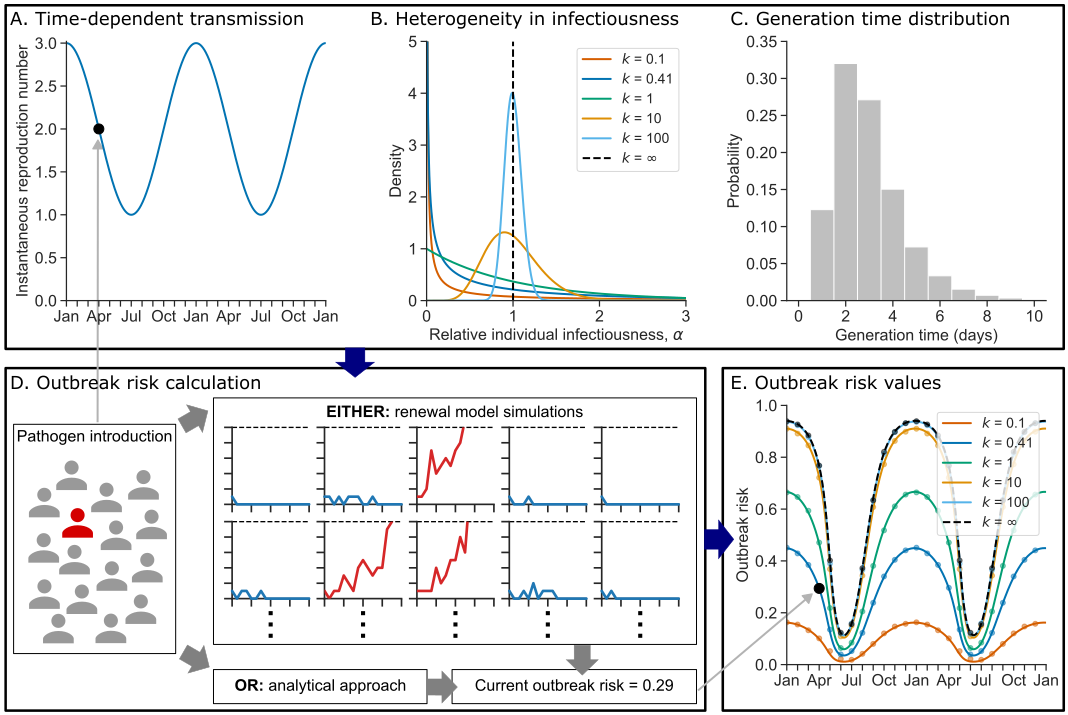 A. Time-dependent transmission
Instantaneous reproduction number
3.0
2.5
2.0
1.5
1.0
0.5
0.0
Jan Apr Jul Oct Jan Apr Jul Oct Jan
B. Heterogeneity in infectiousness
Density
5
4
3
2
1
0
0 1 2 3
Relative individual infectiousness, α
k = 0.1
k = 0.41
k = 1
k = 10
k = 100
k = ∞
C. Generation time distribution
Probability
0.35
0.30
0.25
0.20
0.15
0.10
0.05
0.00
0 2 4 6 8 10
Generation time (days)
D. Outbreak risk calculation
Pathogen introduction
EITHER: renewal model simulations
OR: analytical approach
Current outbreak risk = 0.29
E. Outbreak risk values
Outbreak risk
1.0
0.8
0.6
0.4
0.2
0.0
Jan Apr Jul Oct Jan Apr Jul Oct Jan
k = 0.1
k = 0.41
k = 1
k = 10
k = 100
k = ∞